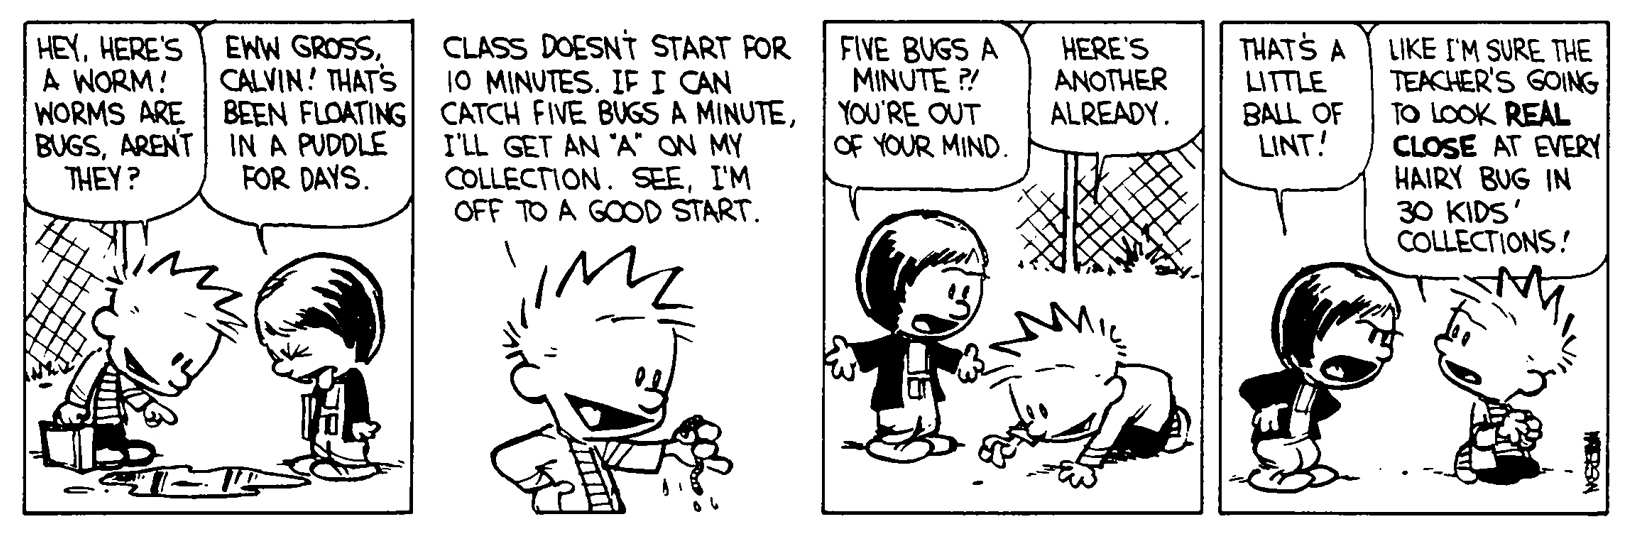 HEY, HERE'S
A WORM!
WORMS ARE
BUGS, AREN'T
THEY?
EWW GROSS,
CALVIN! THAT'S
BEEN FLOATING
IN A PUDDLE
FOR DAYS.
CLASS DOESN'T START FOR
10 MINUTES. IF I CAN
CATCH FIVE BUGS A MINUTE,
I'LL GET AN "A" ON MY
COLLECTION. SEE, I'M
OFF TO A GOOD START.
FIVE BUGS A
MINUTE?!
YOU'RE OUT
OF YOUR MIND.
HERE'S
ANOTHER
ALREADY.
THAT'S A
LITTLE
BALL OF
LINT!
LIKE I'M SURE THE
TEACHER'S GOING
TO LOOK REAL
CLOSE AT EVERY
HAIRY BUG IN
30 KIDS'
COLLECTIONS!
WATTERSON